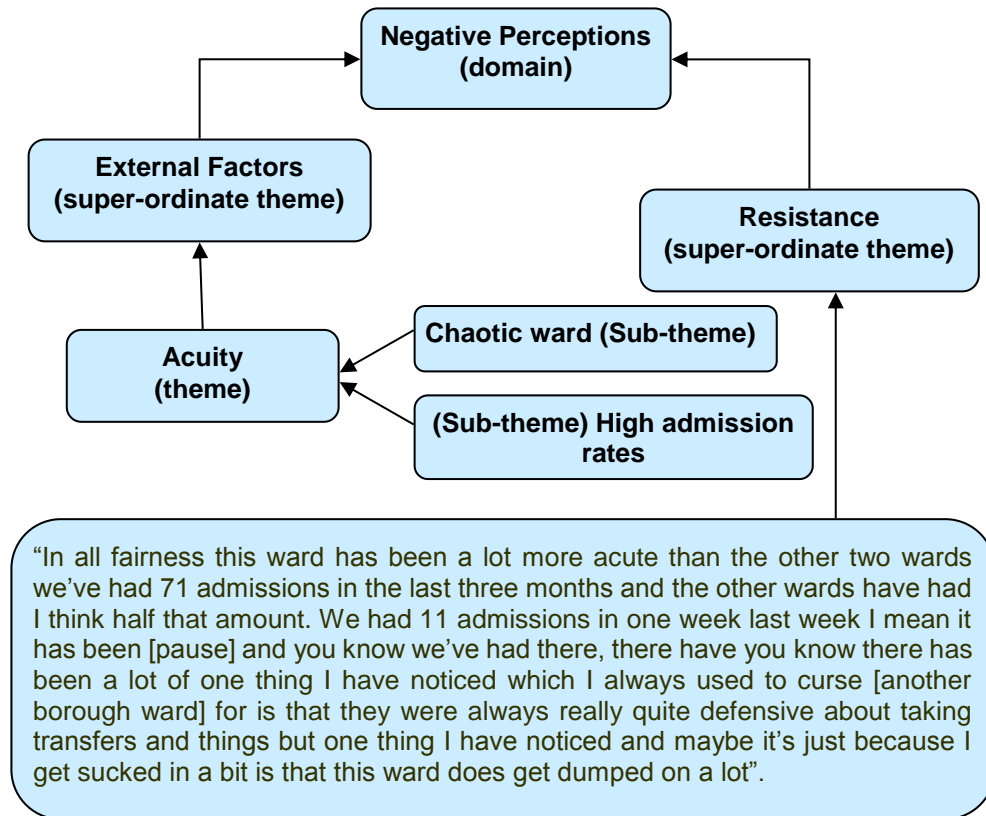 Negative Perceptions
(domain)
External Factors
(super-ordinate theme)
Resistance
(super-ordinate theme)
Acuity
(theme)
Chaotic ward (Sub-theme)
(Sub-theme) High admission
rates
“In all fairness this ward has been a lot more acute than the other two wards
we’ve had 71 admissions in the last three months and the other wards have had
I think half that amount. We had 11 admissions in one week last week I mean it
has been [pause] and you know we’ve had there, there have you know there has
been a lot of one thing I have noticed which I always used to curse [another
borough ward] for is that they were always really quite defensive about taking
transfers and things but one thing I have noticed and maybe it’s just because I
get sucked in a bit is that this ward does get dumped on a lot”.